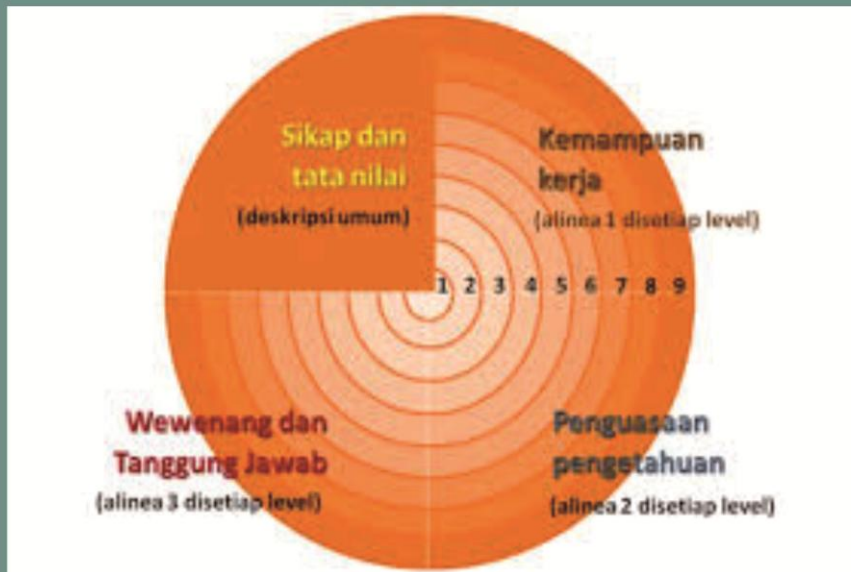 Sikap dan
tata nilai
(deskripsi umum)
Kemampuan
kerja
(alinea 1 disetiap level)
1 2 3 4 5 6 7 8 9
Wewenang dan
Tanggung Jawab
(alinea 3 disetiap level)
Penguasaan
pengetahuan
(alinea 2 disetiap level)